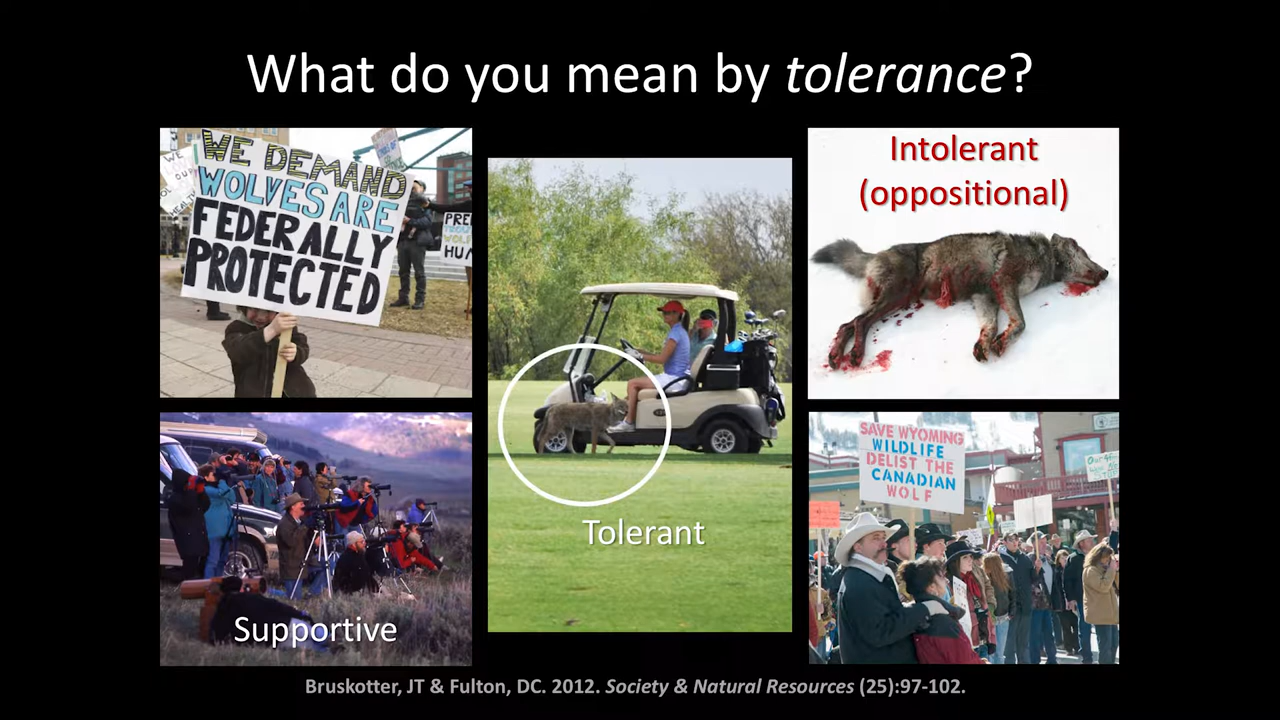 What do you mean by tolerance?
WE DEMAND
WOLVES ARE
FEDERALLY
PROTECTED
Supportive
Tolerant
Intolerant
(oppositional)
SAVE WYOMING
WILDLIFE
DELIST THE
CANADIAN
WOLF
Bruskotter, JT & Fulton, DC. 2012. Society & Natural Resources (25):97-102.